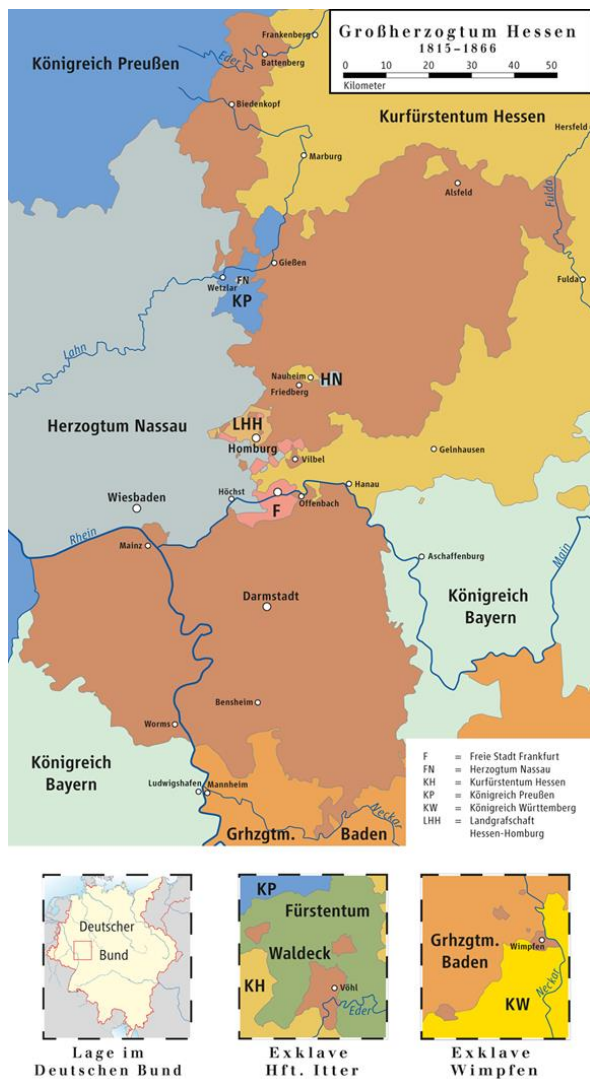 Großherzogtum Hessen
1815–1866
0 10 20 30 40 50
Kilometer
Königreich Preußen
Eder
Frankenberg
Battenberg
Biedenkopf
Kurfürstentum Hessen
Hersfeld
Marburg
Alsfeld
Fulda
Gießen
Wetzlar
FN
KP
Fulda
Lahn
Nauheim
HN
Friedberg
Herzogtum Nassau
LHH
Homburg
Vilbel
Gelnhausen
Wiesbaden
Höchst
Hanau
F
Offenbach
Rhein
Mainz
Aschaffenburg
Main
Darmstadt
Königreich
Bayern
Bensheim
Worms
Königreich
Bayern
Ludwigshafen
Mannheim
Grhzgtm.
Neckar
Baden
F = Freie Stadt Frankfurt
FN = Herzogtum Nassau
KH = Kurfürstentum Hessen
KP = Königreich Preußen
KW = Königreich Württemberg
LHH = Landgrafschaft
Hessen-Homburg
Deutscher
Bund
Lage im
Deutschen Bund
KP
Fürstentum
Waldeck
KH
Vöhl
Eder
Exklave
Hft. Itter
Grhzgtm.
Baden
Wimpfen
Neckar
KW
Exklave
Wimpfen